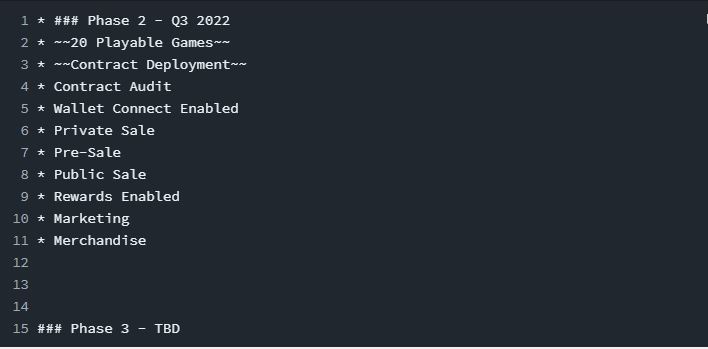 1 * ### Phase 2 - Q3 2022
2 * ~~20 Playable Games~~
3 * ~~Contract Deployment~~
4 * Contract Audit
5 * Wallet Connect Enabled
6 * Private Sale
7 * Pre-Sale
8 * Public Sale
9 * Rewards Enabled
10 * Marketing
11 * Merchandise
12
13
14
15 ### Phase 3 - TBD